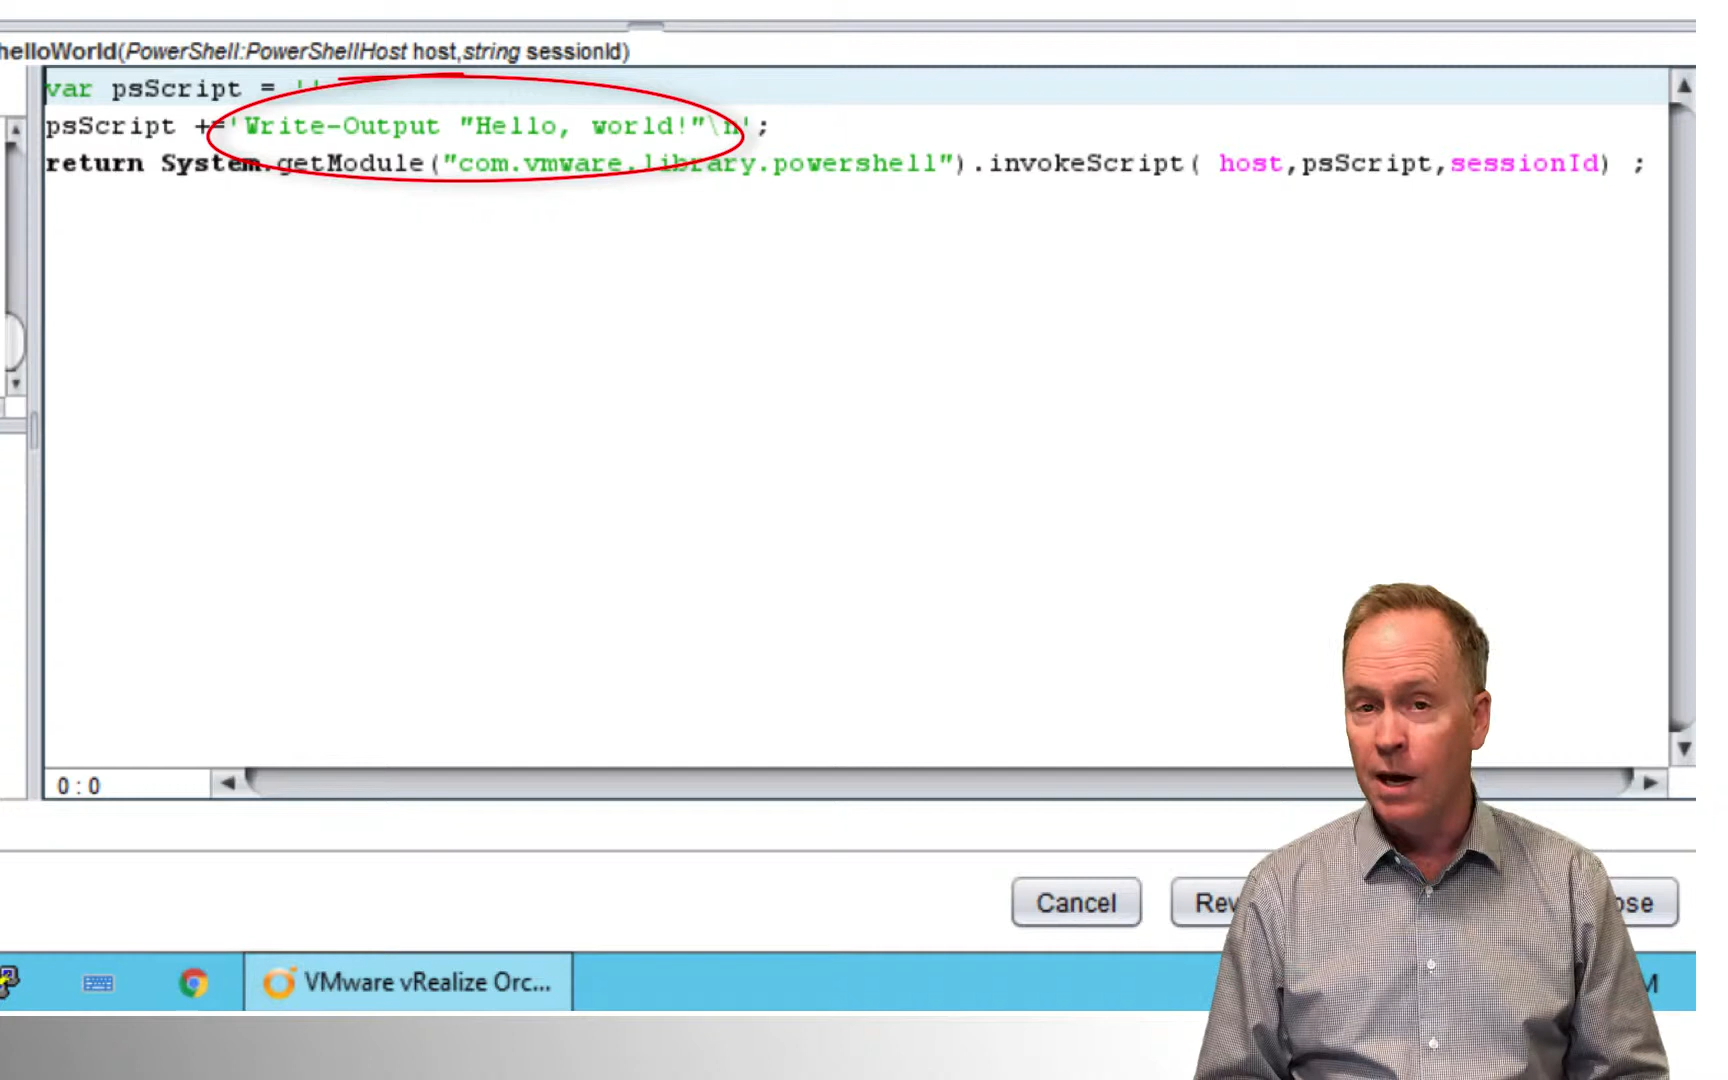 helloWorld(PowerShell:PowerShellHost host,string sessionId)
var psScript = ''
psScript +='Write-Output "Hello, world!"\n';
return System.getModule("com.vmware.library.powershell").invokeScript( host,psScript,sessionId) ;
0 : 0
Cancel
VMware vRealize Orc...